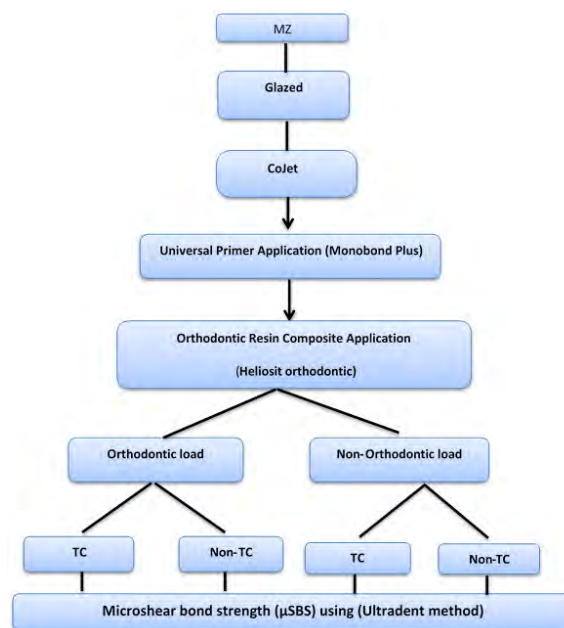 MZ
Glazed
CoJet
Universal Primer Application (Monobond Plus)
Orthodontic Resin Composite Application
(Heliosit orthodontic)
Orthodontic load
Non-Orthodontic load
TC
Non-TC
TC
Non-TC
Microshear bond strength (μSBS) using (Ultradent method)